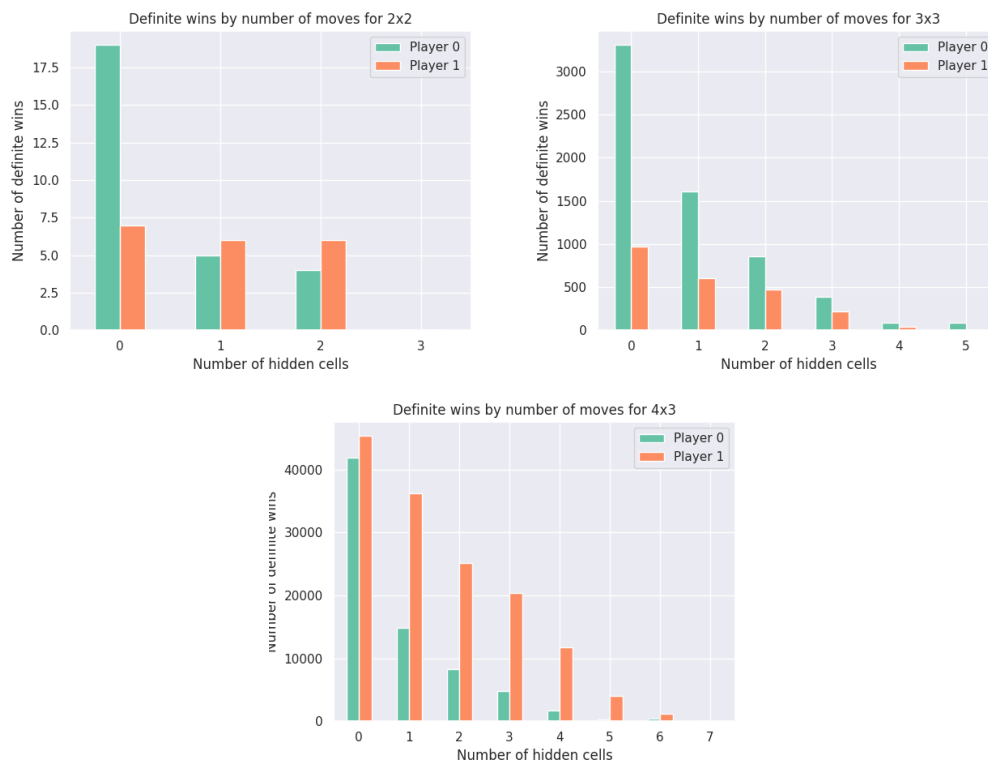 Definite wins by number of moves for 2x2
Player 0
Player 1
Number of definite wins
17.5
15.0
12.5
10.0
7.5
5.0
2.5
0.0
0 1 2 3
Number of hidden cells
Definite wins by number of moves for 3x3
Player 0
Player 1
Number of definite wins
3000
2500
2000
1500
1000
500
0
0 1 2 3 4 5
Number of hidden cells
Definite wins by number of moves for 4x3
Player 0
Player 1
Number of definite wins
40000
30000
20000
10000
0
0 1 2 3 4 5 6 7
Number of hidden cells